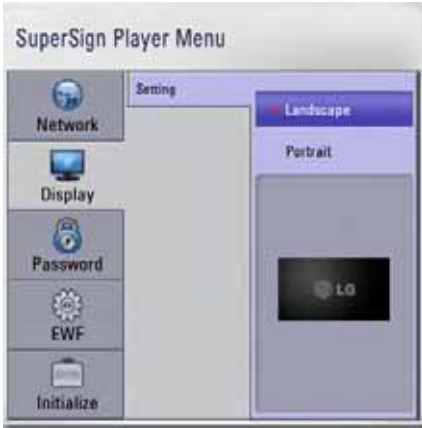 SuperSign Player Menu
Network
Setting
Landscape
Portrait
Display
Password
LG
EWF
Initialize